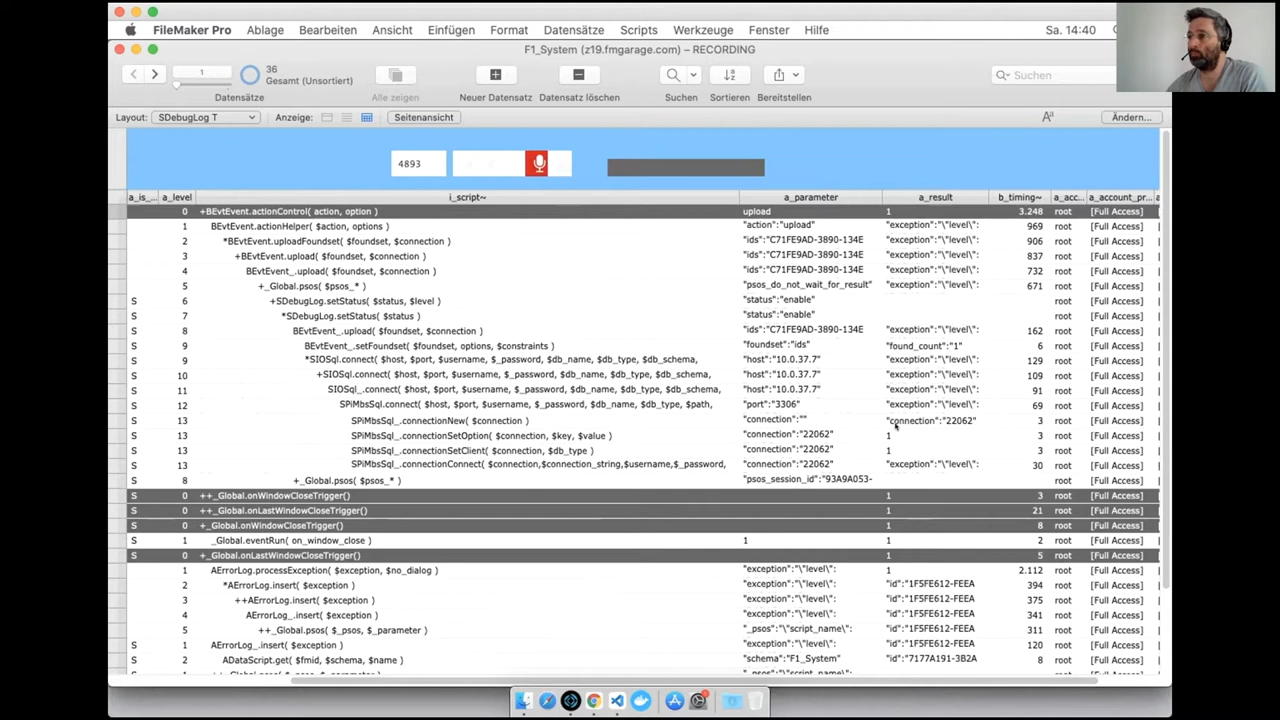 FileMaker Pro Ablage Bearbeiten Ansicht Einfügen Format Datensätze Scripts Werkzeuge Fenster Hilfe Sa. 14:40
F1_System (z19.fmgarage.com) – RECORDING
1 36 Gesamt (Unsortiert) Suchen
Datensätze Alle zeigen Neuer Datensatz Datensatz löschen Suchen Sortieren Bereitstellen
Layout: SDebugLog T Anzeige: Seitenansicht Aa Ändern...
4893
a_is_... a_level i_script~ a_parameter a_result b_timing~ a_acc... a_account_pr...
0 +BEvtEvent.actionControl( action, option ) upload 1 3.248 root [Full Access]
1 BEvtEvent.actionHelper( $action, options ) "action":"upload" "exception":"\"level\": 969 root [Full Access]
2 *BEvtEvent.uploadFoundset( $foundset, $connection ) "ids":"C71FE9AD-3890-134E "exception":"\"level\": 906 root [Full Access]
3 +BEvtEvent.upload( $foundset, $connection ) "ids":"C71FE9AD-3890-134E "exception":"\"level\": 837 root [Full Access]
4 BEvtEvent_.upload( $foundset, $connection ) "ids":"C71FE9AD-3890-134E "exception":"\"level\": 732 root [Full Access]
5 +_Global.psos( $psos_* ) "psos_do_not_wait_for_result" "exception":"\"level\": 671 root [Full Access]
S 6 +SDebugLog.setStatus( $status, $level ) "status":"enable" root [Full Access]
S 7 *SDebugLog.setStatus( $status ) "status":"enable" root [Full Access]
S 8 BEvtEvent_.upload( $foundset, $connection ) "ids":"C71FE9AD-3890-134E "exception":"\"level\": 162 root [Full Access]
S 9 BEvtEvent_.setFoundset( $foundset, options, $constraints ) "foundset":"ids" "found_count":"1" 6 root [Full Access]
S 9 *SIOSql.connect( $host, $port, $username, $_password, $db_name, $db_type, $db_schema, "host":"10.0.37.7" "exception":"\"level\": 129 root [Full Access]
S 10 +SIOSql.connect( $host, $port, $username, $_password, $db_name, $db_type, $db_schema, "host":"10.0.37.7" "exception":"\"level\": 109 root [Full Access]
S 11 SIOSql_.connect( $host, $port, $username, $_password, $db_name, $db_type, $db_schema, "host":"10.0.37.7" "exception":"\"level\": 91 root [Full Access]
S 12 SPiMbsSql.connect( $host, $port, $username, $_password, $db_name, $db_type, $path, "port":"3306" "exception":"\"level\": 69 root [Full Access]
S 13 SPiMbsSql_.connectionNew( $connection ) "connection":"" "connection":"22062" 3 root [Full Access]
S 13 SPiMbsSql_.connectionSetOption( $connection, $key, $value ) "connection":"22062" 1 3 root [Full Access]
S 13 SPiMbsSql_.connectionSetClient( $connection, $db_type ) "connection":"22062" 1 3 root [Full Access]
S 13 SPiMbsSql_.connectionConnect( $connection,$connection_string,$username,$_password, "connection":"22062" "exception":"\"level\": 30 root [Full Access]
S 8 +_Global.psos( $psos_* ) "psos_session_id":"93A9A053- root [Full Access]
S 0 ++_Global.onWindowCloseTrigger() 1 3 root [Full Access]
S 0 ++_Global.onLastWindowCloseTrigger() 1 21 root [Full Access]
S 0 +_Global.onWindowCloseTrigger() 1 8 root [Full Access]
S 1 _Global.eventRun( on_window_close ) 1 1 2 root [Full Access]
S 0 +_Global.onLastWindowCloseTrigger() 1 5 root [Full Access]
1 AErrorLog.processException( $exception, $no_dialog ) "exception":"\"level\": 1 2.112 root [Full Access]
2 *AErrorLog.insert( $exception ) "exception":"\"level\": "id":"1F5FE612-FEEA 394 root [Full Access]
3 ++AErrorLog.insert( $exception ) "exception":"\"level\": "id":"1F5FE612-FEEA 375 root [Full Access]
4 AErrorLog_.insert( $exception ) "exception":"\"level\": "id":"1F5FE612-FEEA 341 root [Full Access]
5 ++_Global.psos( $_psos, $_parameter ) "_psos":"\"script_name\": "id":"1F5FE612-FEEA 311 root [Full Access]
S 1 AErrorLog_.insert( $exception ) "exception":"\"level\": "id":"1F5FE612-FEEA 120 root [Full Access]
S 2 ADataScript.get( $fmid, $schema, $name ) "schema":"F1_System "id":"7177A191-3B2A 8 root [Full Access]